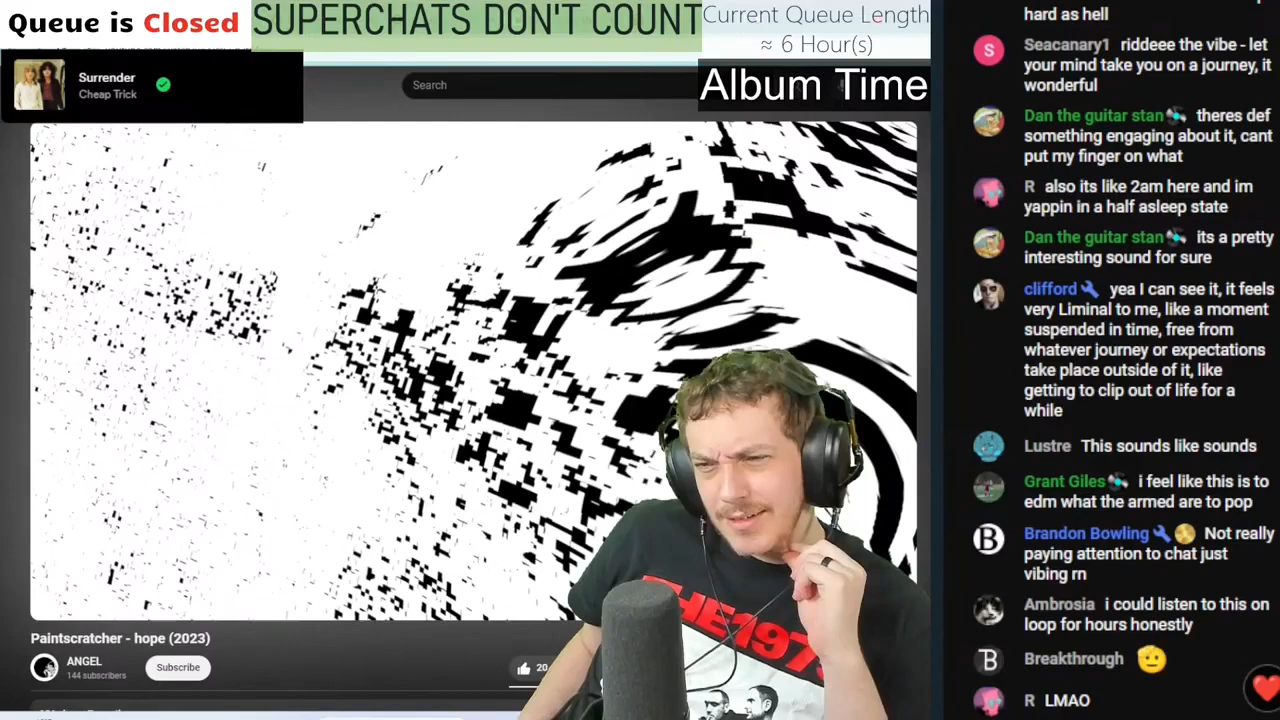 Queue is Closed
SUPERCHATS DON'T COUNT
Current Queue Length
≈ 6 Hour(s)
Album Time
Surrender
Cheap Trick
Search
Paintscratcher - hope (2023)
ANGEL
144 subscribers
Subscribe
20
THE 197
hard as hell
Seacanary1 riddeee the vibe - let
your mind take you on a journey, it
wonderful
Dan the guitar stan theres def
something engaging about it, cant
put my finger on what
R also its like 2am here and im
yappin in a half asleep state
Dan the guitar stan its a pretty
interesting sound for sure
clifford yea I can see it, it feels
very Liminal to me, like a moment
suspended in time, free from
whatever journey or expectations
take place outside of it, like
getting to clip out of life for a
while
Lustre This sounds like sounds
Grant Giles i feel like this is to
edm what the armed are to pop
B
Brandon Bowling Not really
paying attention to chat just
vibing rn
Ambrosia i could listen to this on
loop for hours honestly
Breakthrough
R LMAO